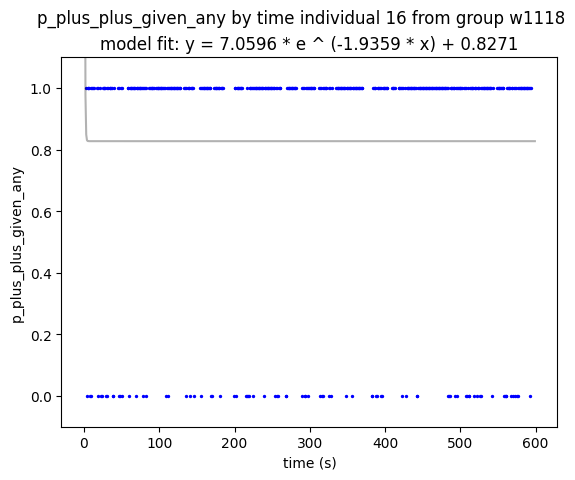 p_plus_plus_given_any by time individual 16 from group w1118
model fit: y = 7.0596 * e ^ (-1.9359 * x) + 0.8271
1.0
0.8
0.6
0.4
0.2
0.0
p_plus_plus_given_any
0 100 200 300 400 500 600
time (s)